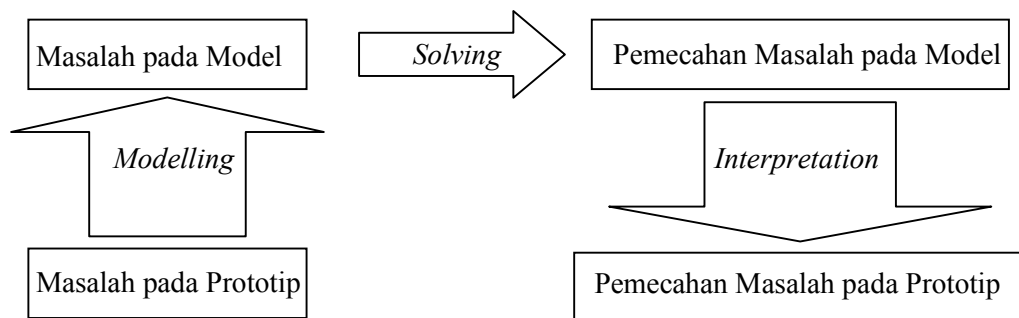 Masalah pada Model
Solving
Pemecahan Masalah pada Model
Modelling
Interpretation
Masalah pada Prototip
Pemecahan Masalah pada Prototip